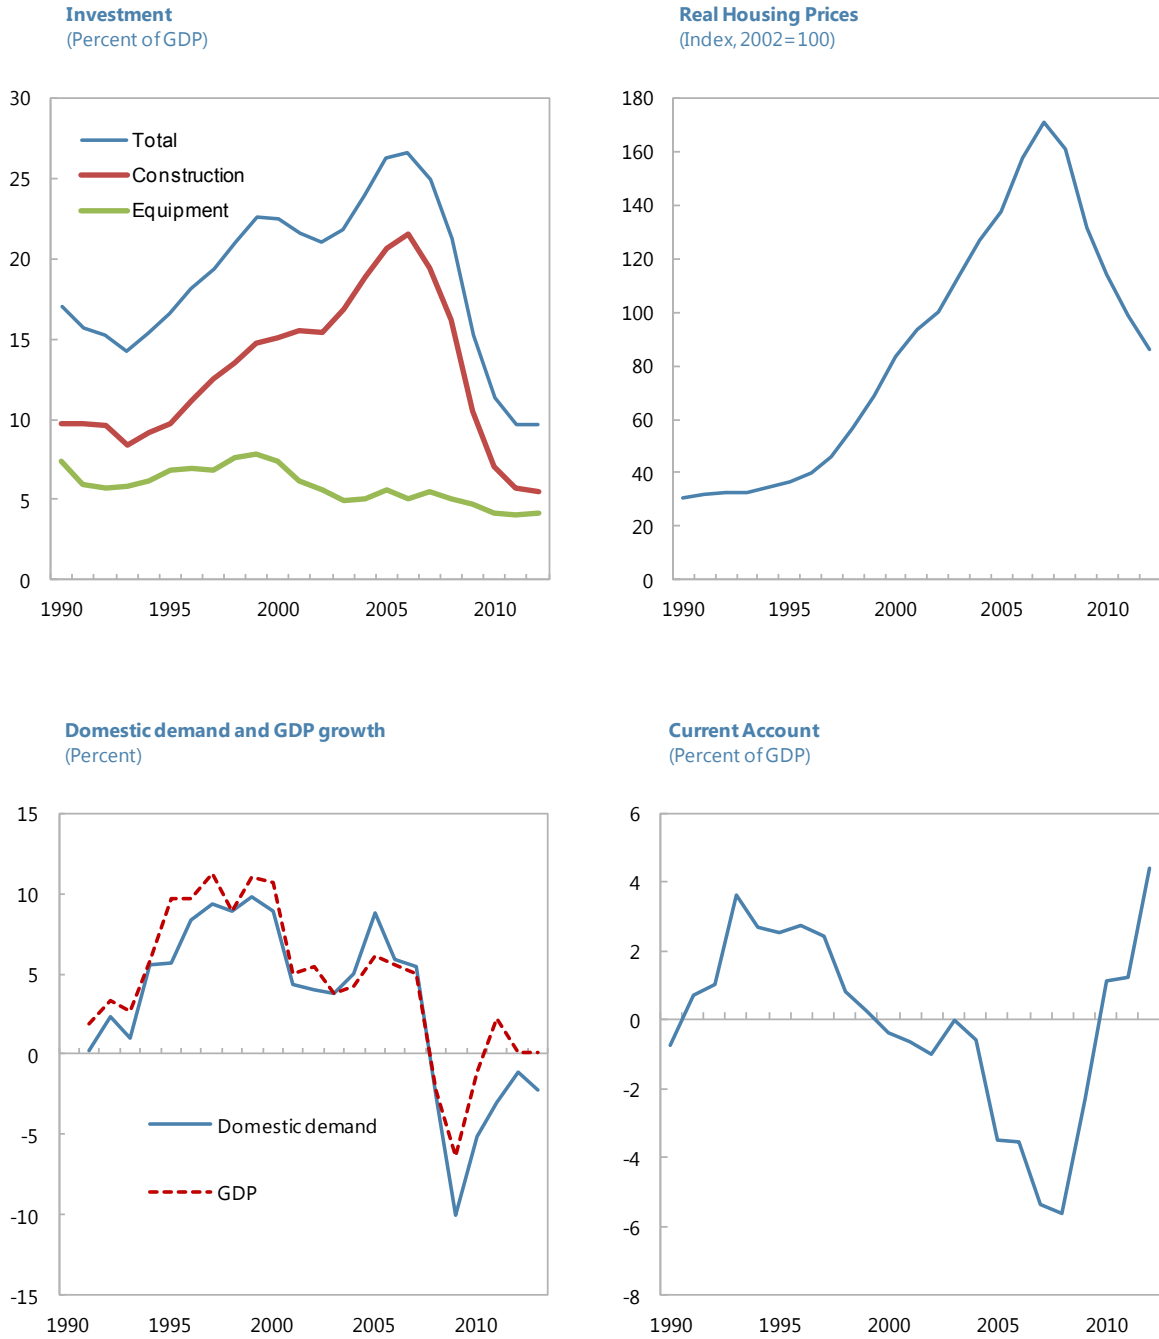 Investment
(Percent of GDP)
30
25
20
15
10
5
0
Total
Construction
Equipment
1990 1995 2000 2005 2010
Real Housing Prices
(Index, 2002=100)
180
160
140
120
100
80
60
40
20
0
1990 1995 2000 2005 2010
Domestic demand and GDP growth
(Percent)
15
10
5
0
-5
-10
-15
Domestic demand
GDP
1990 1995 2000 2005 2010
Current Account
(Percent of GDP)
6
4
2
0
-2
-4
-6
-8
1990 1995 2000 2005 2010